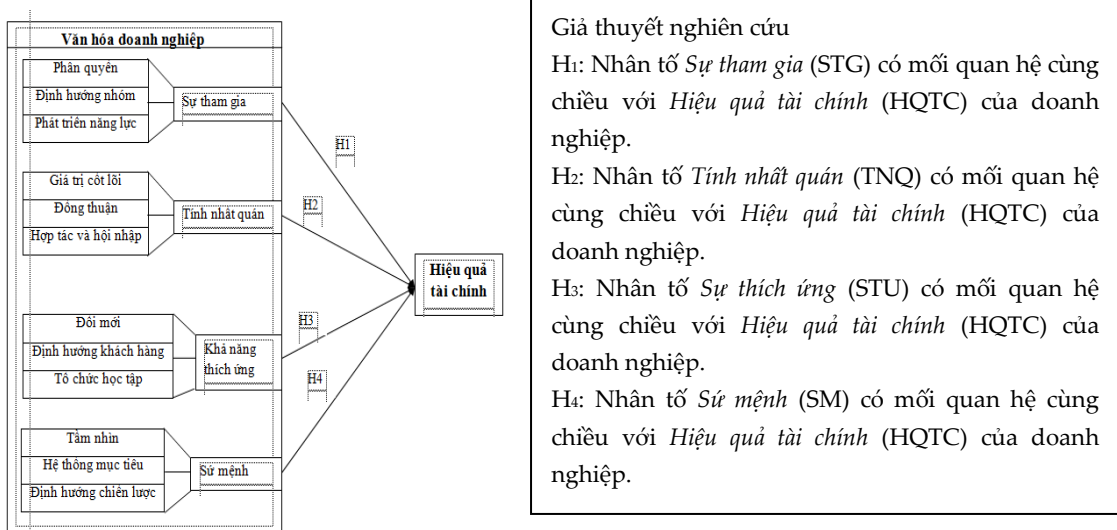 Văn hóa doanh nghiệp
Phân quyền
Định hướng nhóm
Phát triển năng lực
Sự tham gia
Giá trị cốt lõi
Đồng thuận
Hợp tác và hội nhập
Tính nhất quán
Đổi mới
Định hướng khách hàng
Tổ chức học tập
Khả năng
thích ứng
Tầm nhìn
Hệ thống mục tiêu
Định hướng chiến lược
Sứ mệnh
H1
H2
H3
H4
Hiệu quả
tài chính
Giả thuyết nghiên cứu
H1: Nhân tố Sự tham gia (STG) có mối quan hệ cùng
chiều với Hiệu quả tài chính (HQTC) của doanh
nghiệp.
H2: Nhân tố Tính nhất quán (TNQ) có mối quan hệ
cùng chiều với Hiệu quả tài chính (HQTC) của
doanh nghiệp.
H3: Nhân tố Sự thích ứng (STU) có mối quan hệ
cùng chiều với Hiệu quả tài chính (HQTC) của
doanh nghiệp.
H4: Nhân tố Sứ mệnh (SM) có mối quan hệ cùng
chiều với Hiệu quả tài chính (HQTC) của doanh
nghiệp.